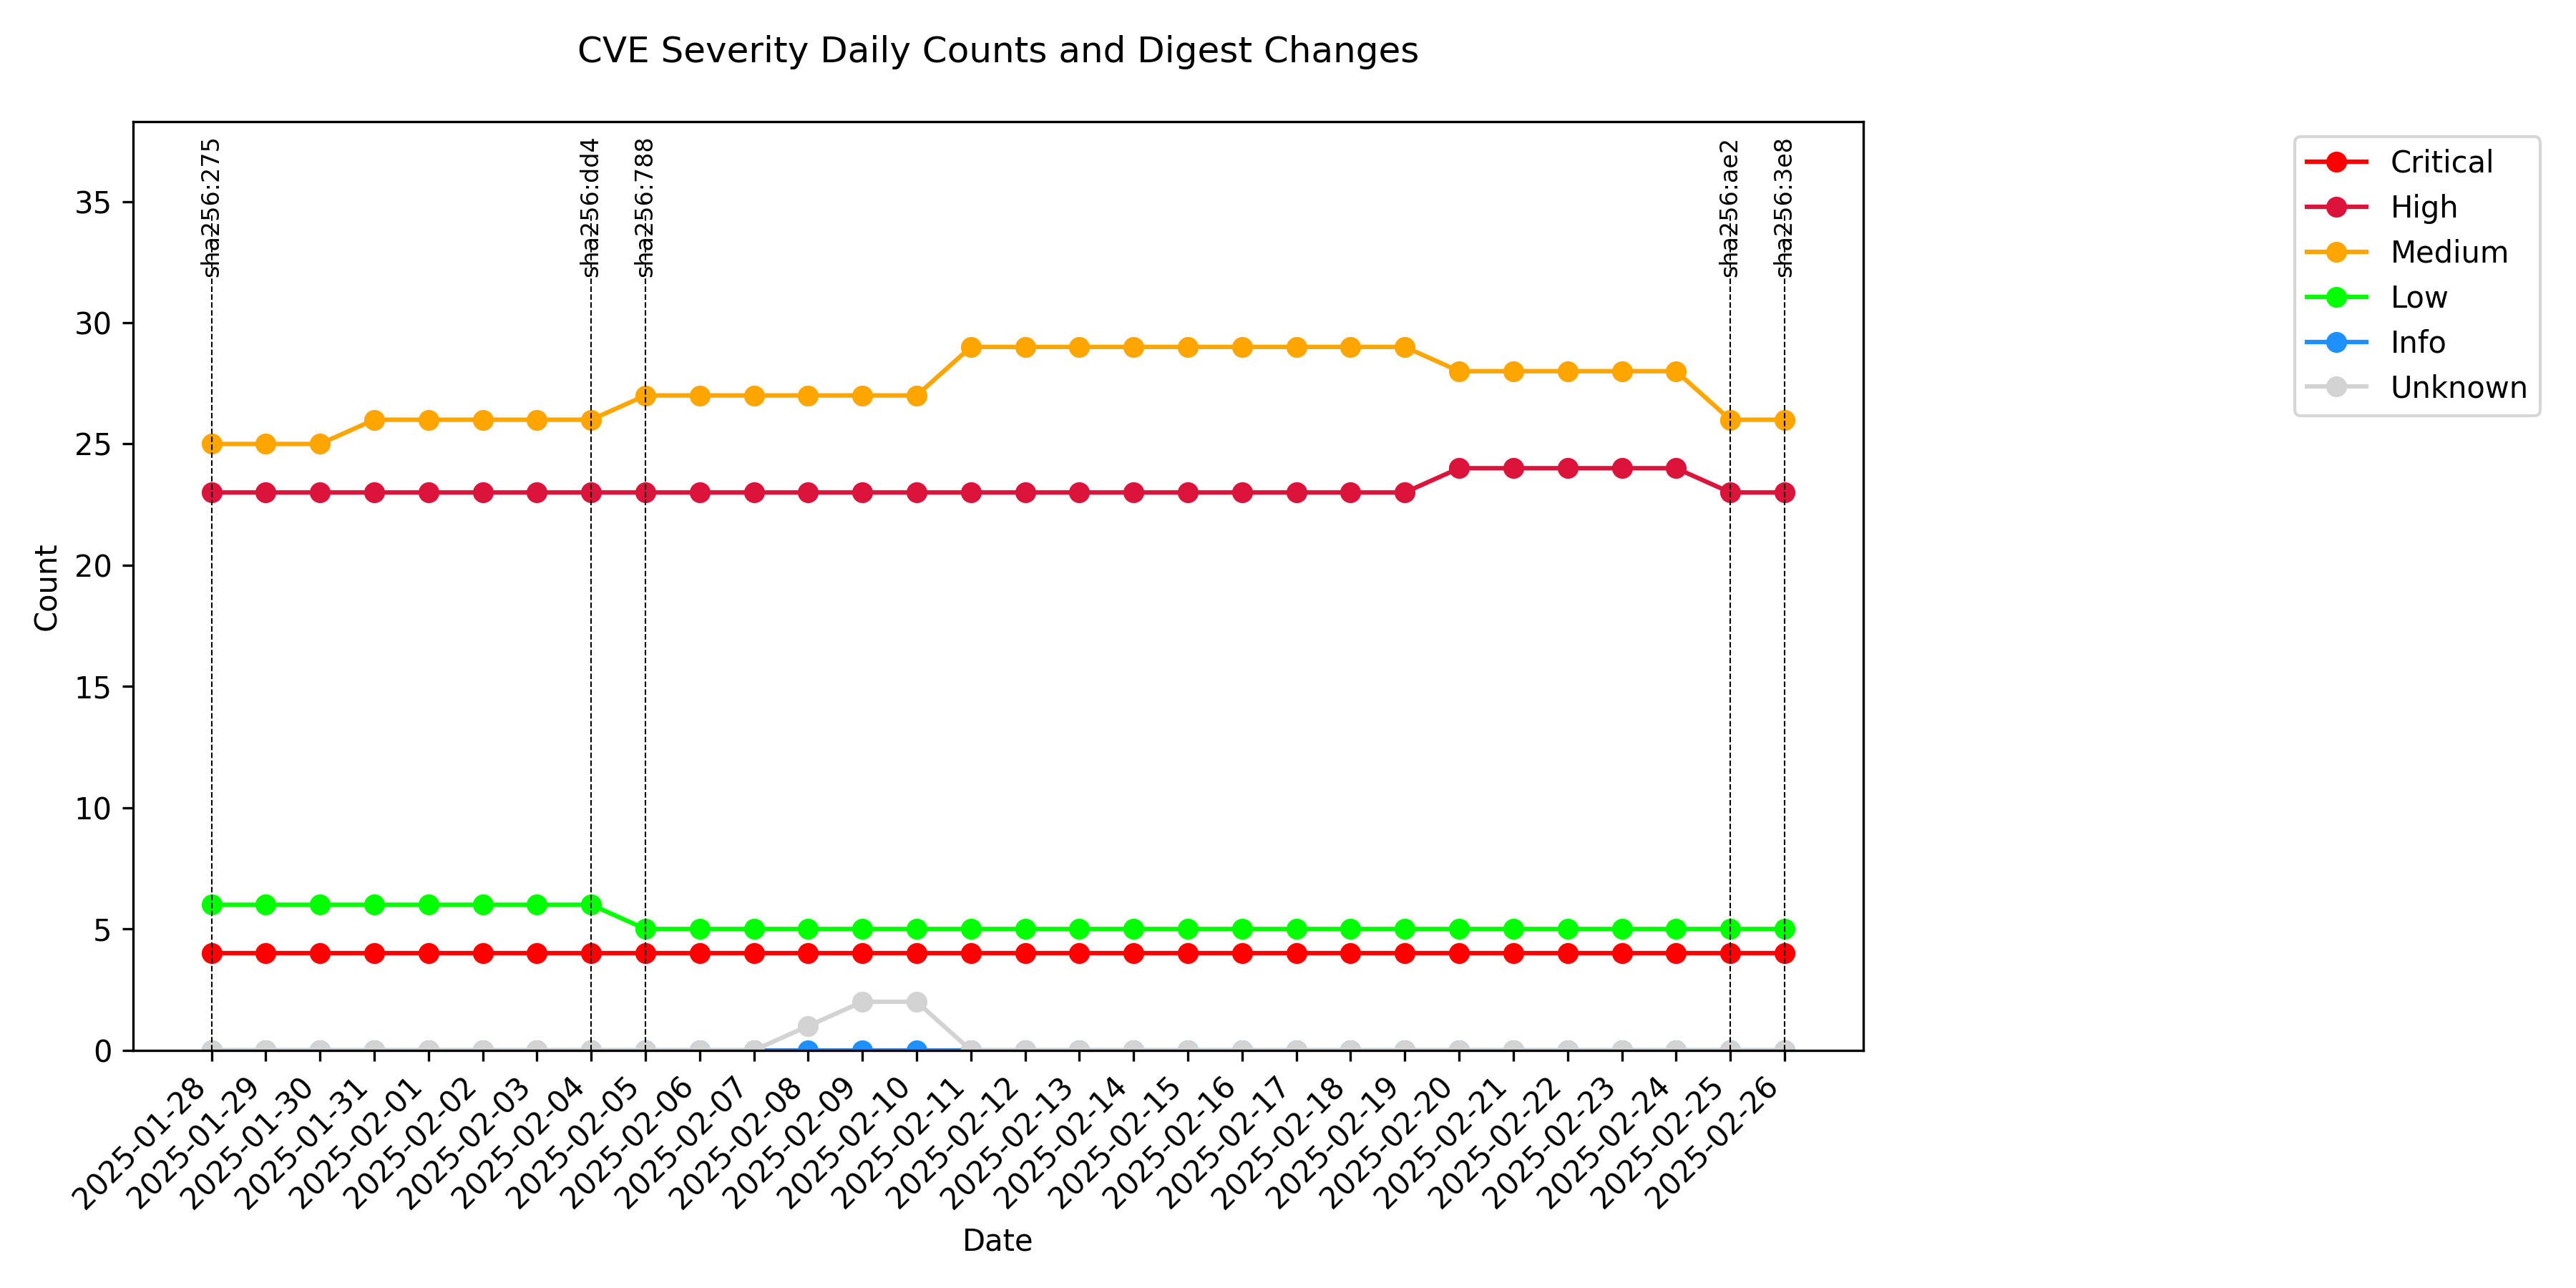 CVE Severity Daily Counts and Digest Changes
sha256:275
sha256:dd4
sha256:788
sha256:ae2
sha256:3e8
Critical
High
Medium
Low
Info
Unknown
35
30
25
20
15
10
5
0
Count
2025-01-28
2025-01-29
2025-01-30
2025-01-31
2025-02-01
2025-02-02
2025-02-03
2025-02-04
2025-02-05
2025-02-06
2025-02-07
2025-02-08
2025-02-09
2025-02-10
2025-02-11
2025-02-12
2025-02-13
2025-02-14
2025-02-15
2025-02-16
2025-02-17
2025-02-18
2025-02-19
2025-02-20
2025-02-21
2025-02-22
2025-02-23
2025-02-24
2025-02-25
2025-02-26
Date